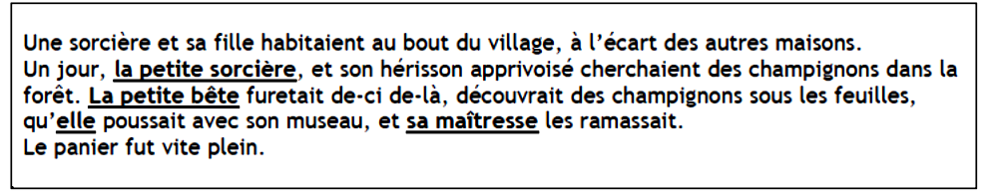 Une sorcière et sa fille habitaient au bout du village, à l'écart des autres maisons.
Un jour, la petite sorcière, et son hérisson apprivoisé cherchaient des champignons dans la
forêt. La petite bête furetait de-ci de-là, découvrait des champignons sous les feuilles,
qu'elle poussait avec son museau, et sa maîtresse les ramassait.
Le panier fut vite plein.